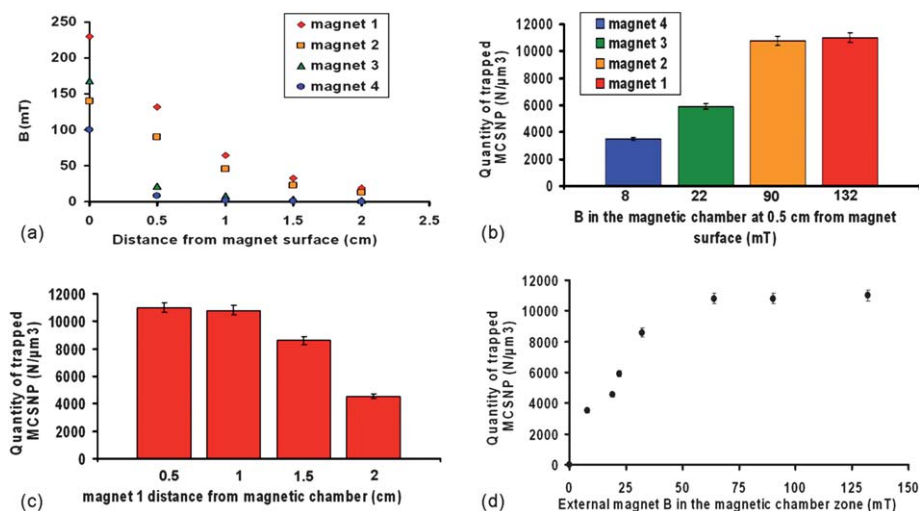 magnet 1
magnet 2
magnet 3
magnet 4
250
200
150
100
50
0
B (mT)
0 0.5 1 1.5 2 2.5
Distance from magnet surface (cm)
(a)
(b)
magnet 4
magnet 3
magnet 2
magnet 1
12000
10000
8000
6000
4000
2000
0
Quantity of trapped
MCSNP (N/µm3)
8 22 90 132
B in the magnetic chamber at 0.5 cm from magnet
surface (mT)
12000
10000
8000
6000
4000
2000
0
Quantity of trapped
MCSNP (N/µm3)
0.5 1 1.5 2
magnet 1 distance from magnetic chamber (cm)
(c)
12000
10000
8000
6000
4000
2000
0
Quantity of trapped
MCSNP (N/µm3)
0 25 50 75 100 125 150
External magnet B in the magnetic chamber zone (mT)
(d)